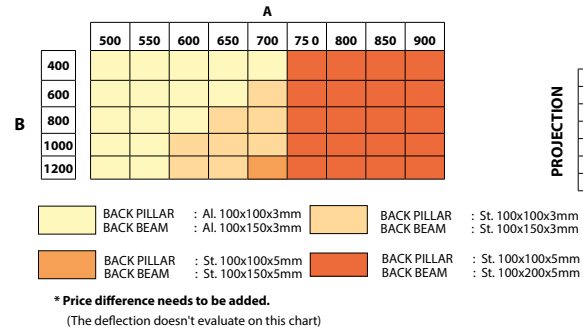 A
500 550 600 650 700 75 0 800 850 900
400
600
B
800
1000
1200
PROJECTION
BACK PILLAR : Al. 100x100x3mm
BACK BEAM : Al. 100x150x3mm
BACK PILLAR : St. 100x100x3mm
BACK BEAM : St. 100x150x3mm
BACK PILLAR : St. 100x100x5mm
BACK BEAM : St. 100x150x5mm
BACK PILLAR : St. 100x100x5mm
BACK BEAM : St. 100x200x5mm
* Price difference needs to be added.
(The deflection doesn't evaluate on this chart)